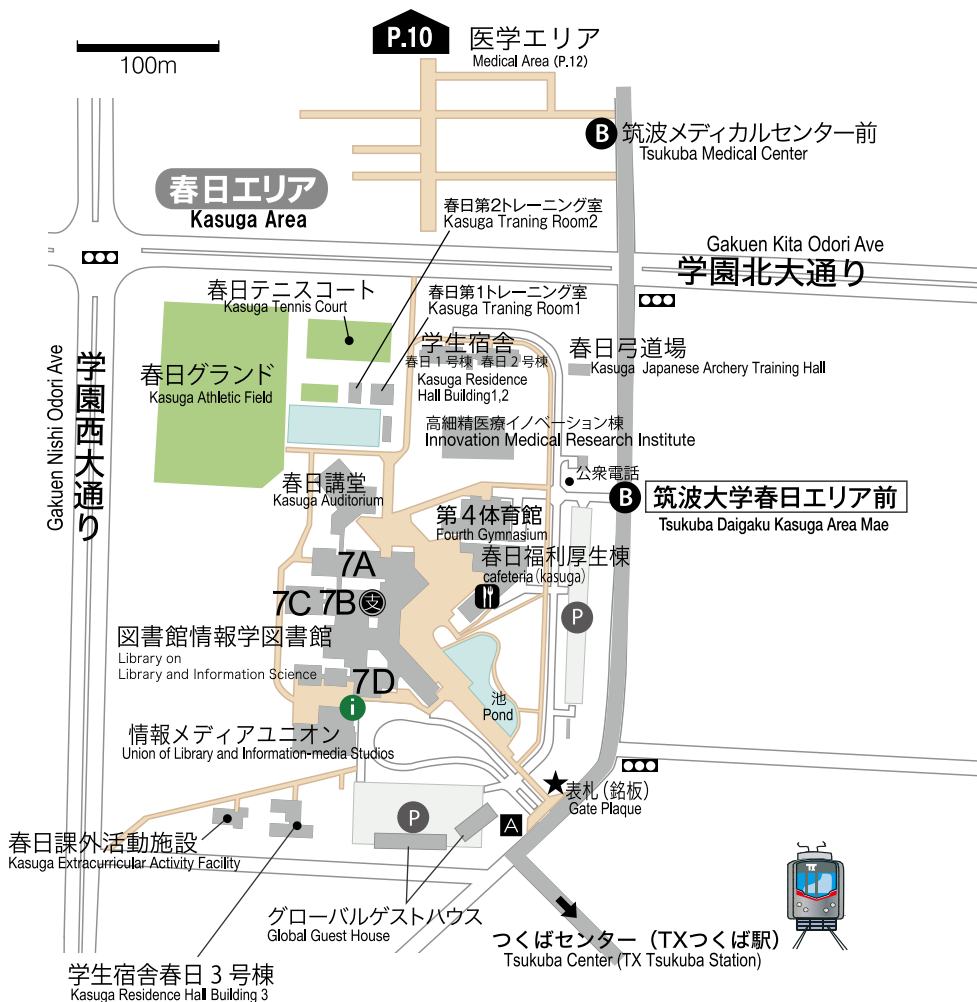 P.10
医学エリア
Medical Area (P.12)
100m
B
筑波メディカルセンター前
Tsukuba Medical Center
春日エリア
Kasuga Area
春日第2トレーニング室
Kasuga Traning Room2
Gakuen Kita Odori Ave
学園北大通り
春日テニスコート
Kasuga Tennis Court
春日第1トレーニング室
Kasuga Traning Room1
学生宿舎
春日1号棟 春日2号棟
Kasuga Residence
Hall Building1,2
春日弓道場
Kasuga Japanese Archery Training Hall
Gakuen Nishi Odori Ave
学園西大通り
春日グランド
Kasuga Athletic Field
高細精医療イノベーション棟
Innovation Medical Research Institute
公衆電話
春日講堂
Kasuga Auditorium
B
筑波大学春日エリア前
Tsukuba Daigaku Kasuga Area Mae
第4体育館
Fourth Gymnasium
春日福利厚生棟
cafeteria(kasuga)
7A
7C 7B 支
P
図書館情報学図書館
Library on
Library and Information Science
7D
i
池
Pond
情報メディアユニオン
Union of Library and Information-media Studios
表札(銘板)
Gate Plaque
P
A
春日課外活動施設
Kasuga Extracurricular Activity Facility
グローバルゲストハウス
Global Guest House
つくばセンター(TXつくば駅)
Tsukuba Center (TX Tsukuba Station)
学生宿舎春日3号棟
Kasuga Residence Hall Building 3